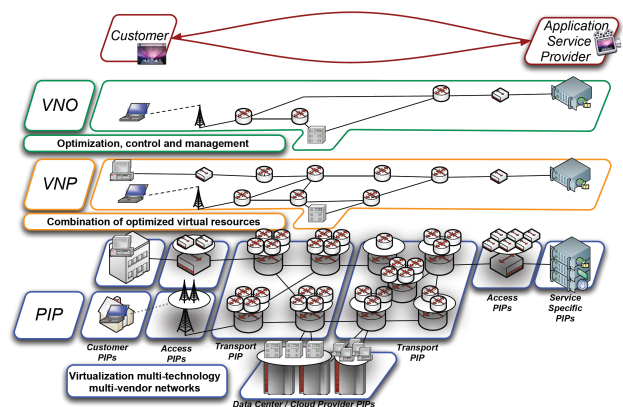 Customer
Application
Service
Provider
VNO
Optimization, control and management
VNP
Combination of optimized virtual resources
PIP
Customer
PIPs
Access
PIPs
Transport
PIP
Transport
PIP
Access
PIPs
Service
Specific
PIPs
Virtualization multi-technology
multi-vendor networks
Data Center / Cloud Provider PIPs